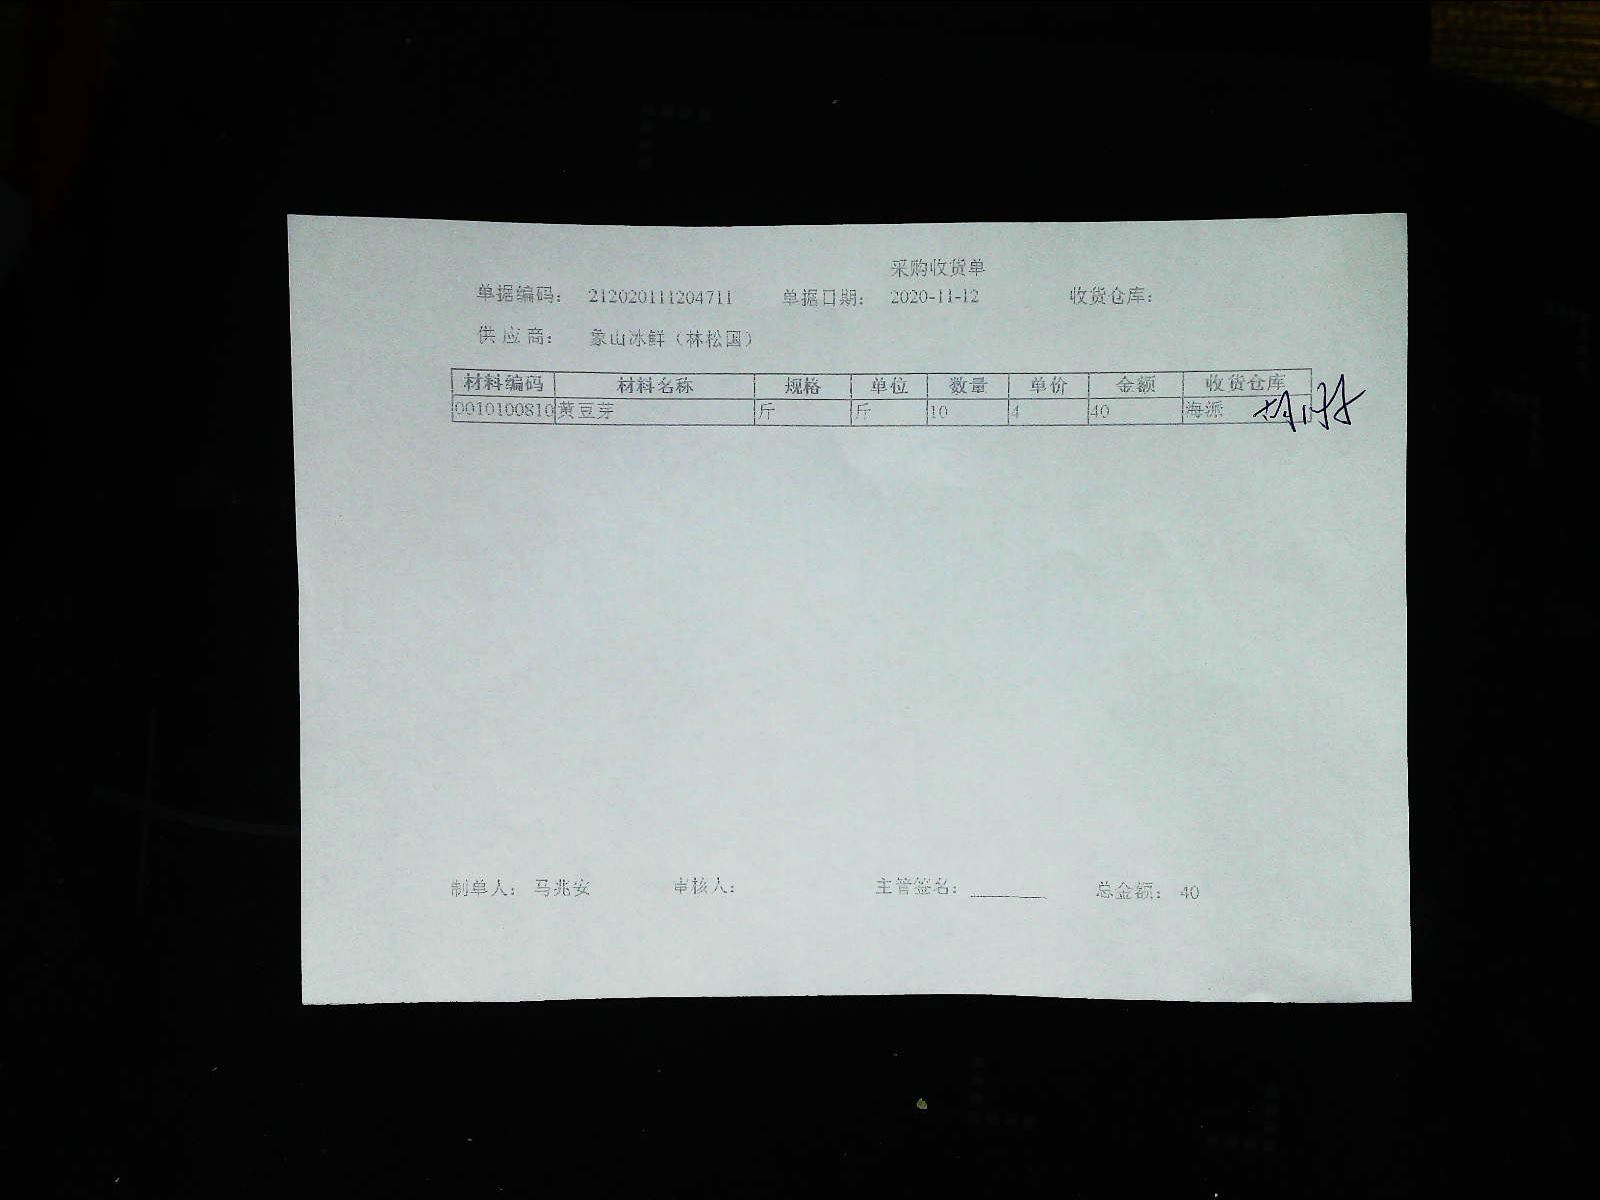 采购收货单
单据编码： 212020111204711 单据日期： 2020-11-12 收货仓库：
供应商： 象山冰鲜（林松国）
材料编码 材料名称 规格 单位 数量 单价 金额 收货仓库
0010100810 黄豆芽 斤 斤 10 4 40 海派
制单人： 马兆安 审核人： 主管签名： 总金额： 40